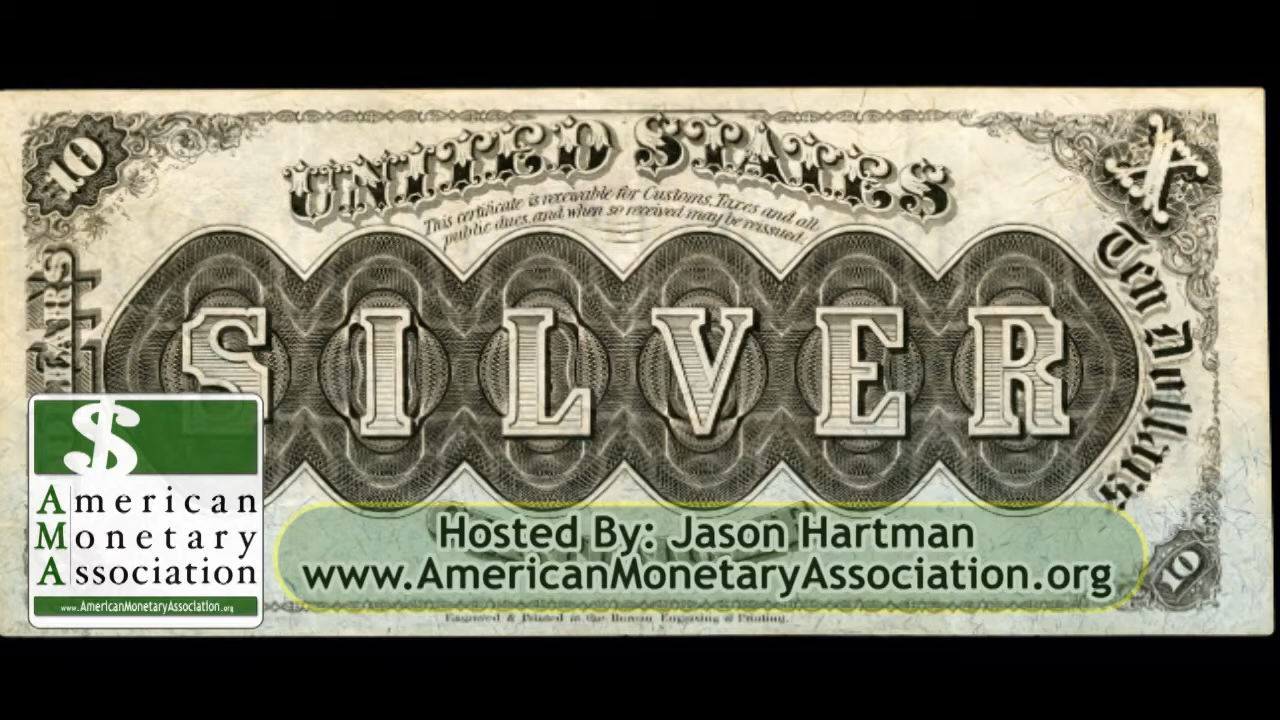 10
UNITED STATES
X
This certificate is receivable for Customs, Taxes and all
public dues, and when so received may be reissued.
Ten Dollars
SILVER
$
American
Monetary
Association
www.AmericanMonetaryAssociation.org
Hosted By: Jason Hartman
www.AmericanMonetaryAssociation.org
10
Engraved & Printed at the Bureau Engraving & Printing.